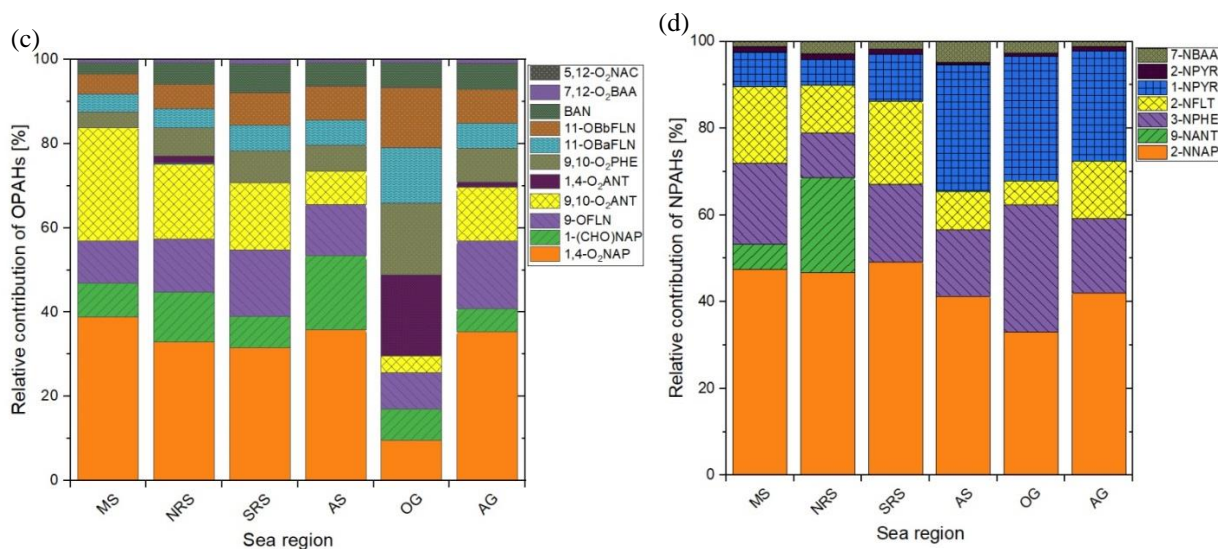 (c)
Relative contribution of OPAHs [%]
100
80
60
40
20
0
MS
NRS
SRS
AS
OG
AG
Sea region
5,12-O₂NAC
7,12-O₂BAA
BAN
11-OBbFLN
11-OBaFLN
9,10-O₂PHE
1,4-O₂ANT
9,10-O₂ANT
9-OFLN
1-(CHO)NAP
1,4-O₂NAP
(d)
Relative contribution of NPAHs [%]
100
80
60
40
20
0
MS
NRS
SRS
AS
OG
AG
Sea region
7-NBAA
2-NPYR
1-NPYR
2-NFLT
3-NPHE
9-NANT
2-NNAP